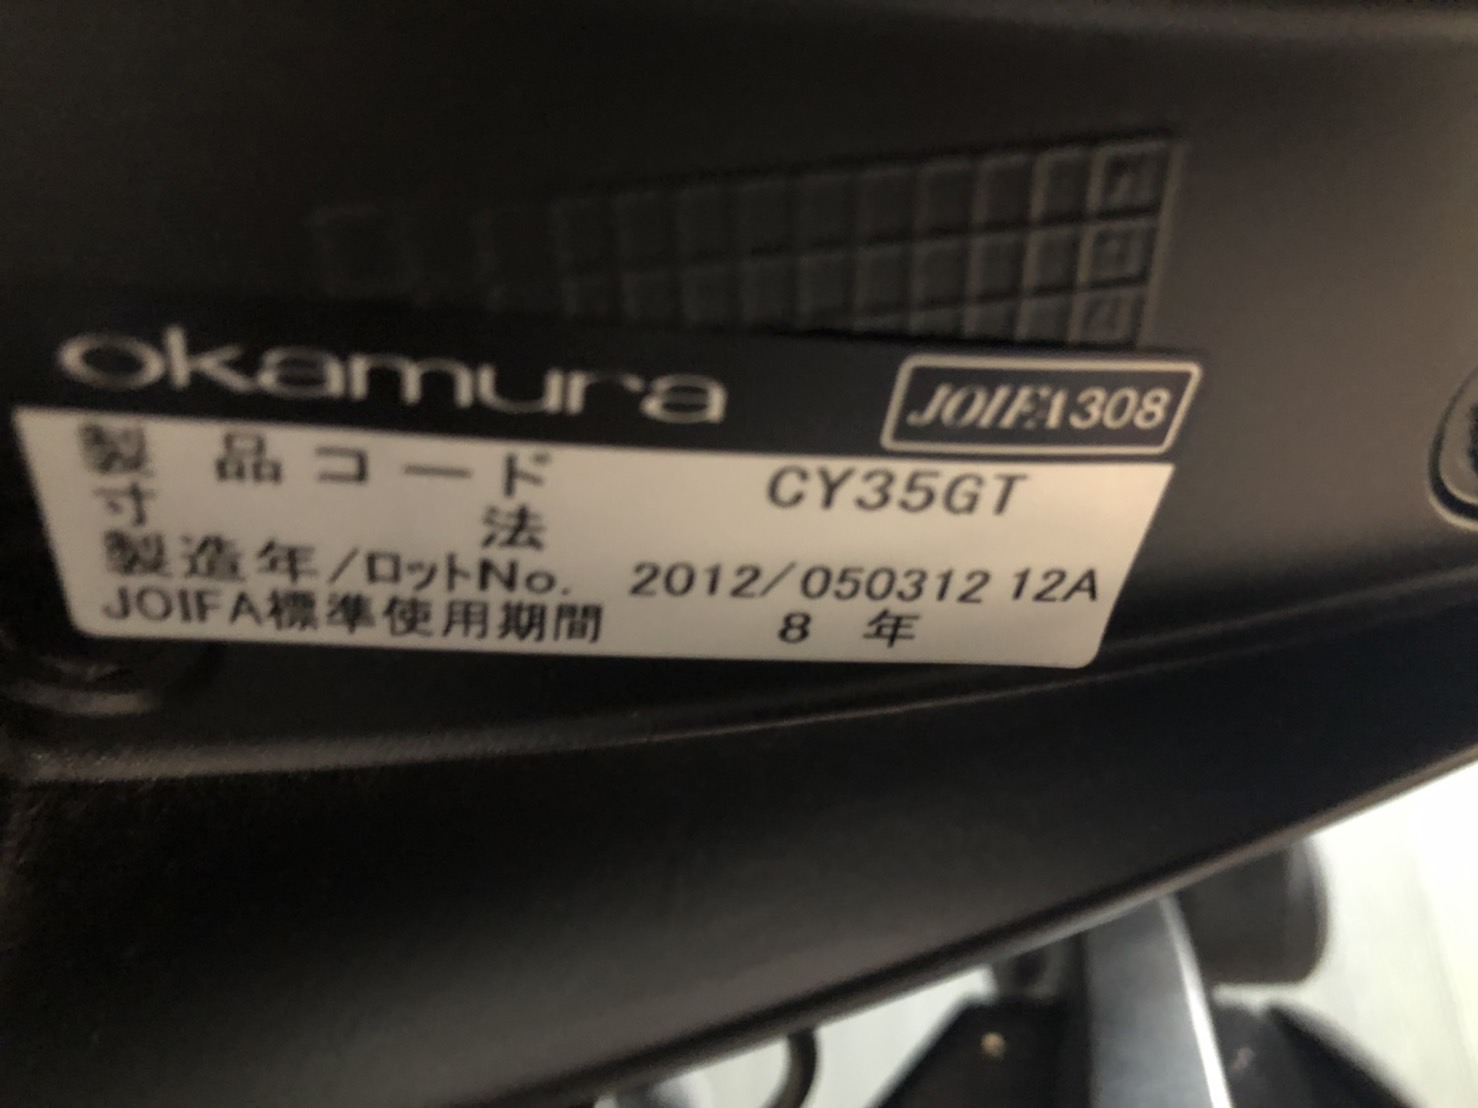 okamura JOIFA308
製品コード CY35GT
寸法
製造年/ロットNo. 2012/050312 12A
JOIFA標準使用期間 8年